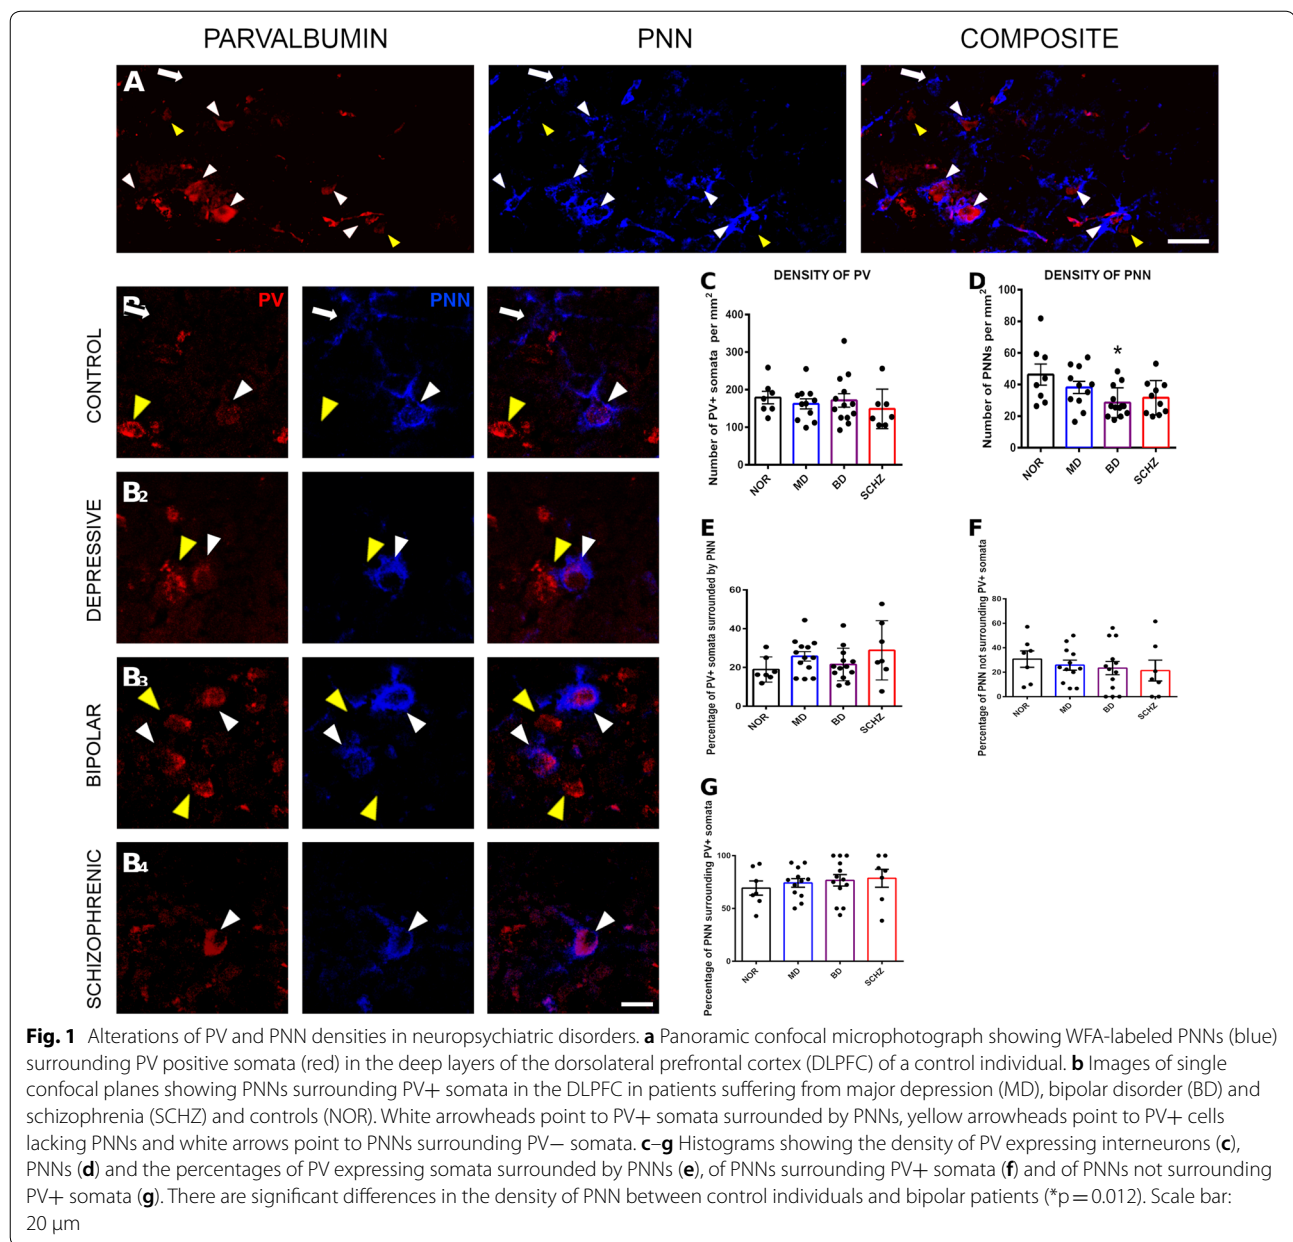 PARVALBUMIN PNN COMPOSITE
A
CONTROL
PV PNN
DEPRESSIVE
B2
BIPOLAR
B3
SCHIZOPHRENIC
B4
C
DENSITY OF PV
Number of PV+ somata per mm²
400
300
200
100
0
NOR MD BD SCHZ
D
DENSITY OF PNN
Number of PNNs per mm²
100
80
60
40
20
0
*
NOR MD BD SCHZ
E
Percentage of PV+ somata surrounded by PNN
60
40
20
0
NOR MD BD SCHZ
F
Percentage of PNN not surrounding PV+ somata
80
60
40
20
0
NOR MD BD SCHZ
G
Percentage of PNN surrounding PV+ somata
100
50
0
NOR MD BD SCHZ
Fig. 1 Alterations of PV and PNN densities in neuropsychiatric disorders. a Panoramic confocal microphotograph showing WFA-labeled PNNs (blue)
surrounding PV positive somata (red) in the deep layers of the dorsolateral prefrontal cortex (DLPFC) of a control individual. b Images of single
confocal planes showing PNNs surrounding PV+ somata in the DLPFC in patients suffering from major depression (MD), bipolar disorder (BD) and
schizophrenia (SCHZ) and controls (NOR). White arrowheads point to PV+ somata surrounded by PNNs, yellow arrowheads point to PV+ cells
lacking PNNs and white arrows point to PNNs surrounding PV− somata. c–g Histograms showing the density of PV expressing interneurons (c),
PNNs (d) and the percentages of PV expressing somata surrounded by PNNs (e), of PNNs surrounding PV+ somata (f) and of PNNs not surrounding
PV+ somata (g). There are significant differences in the density of PNN between control individuals and bipolar patients (*p = 0.012). Scale bar:
20 μm